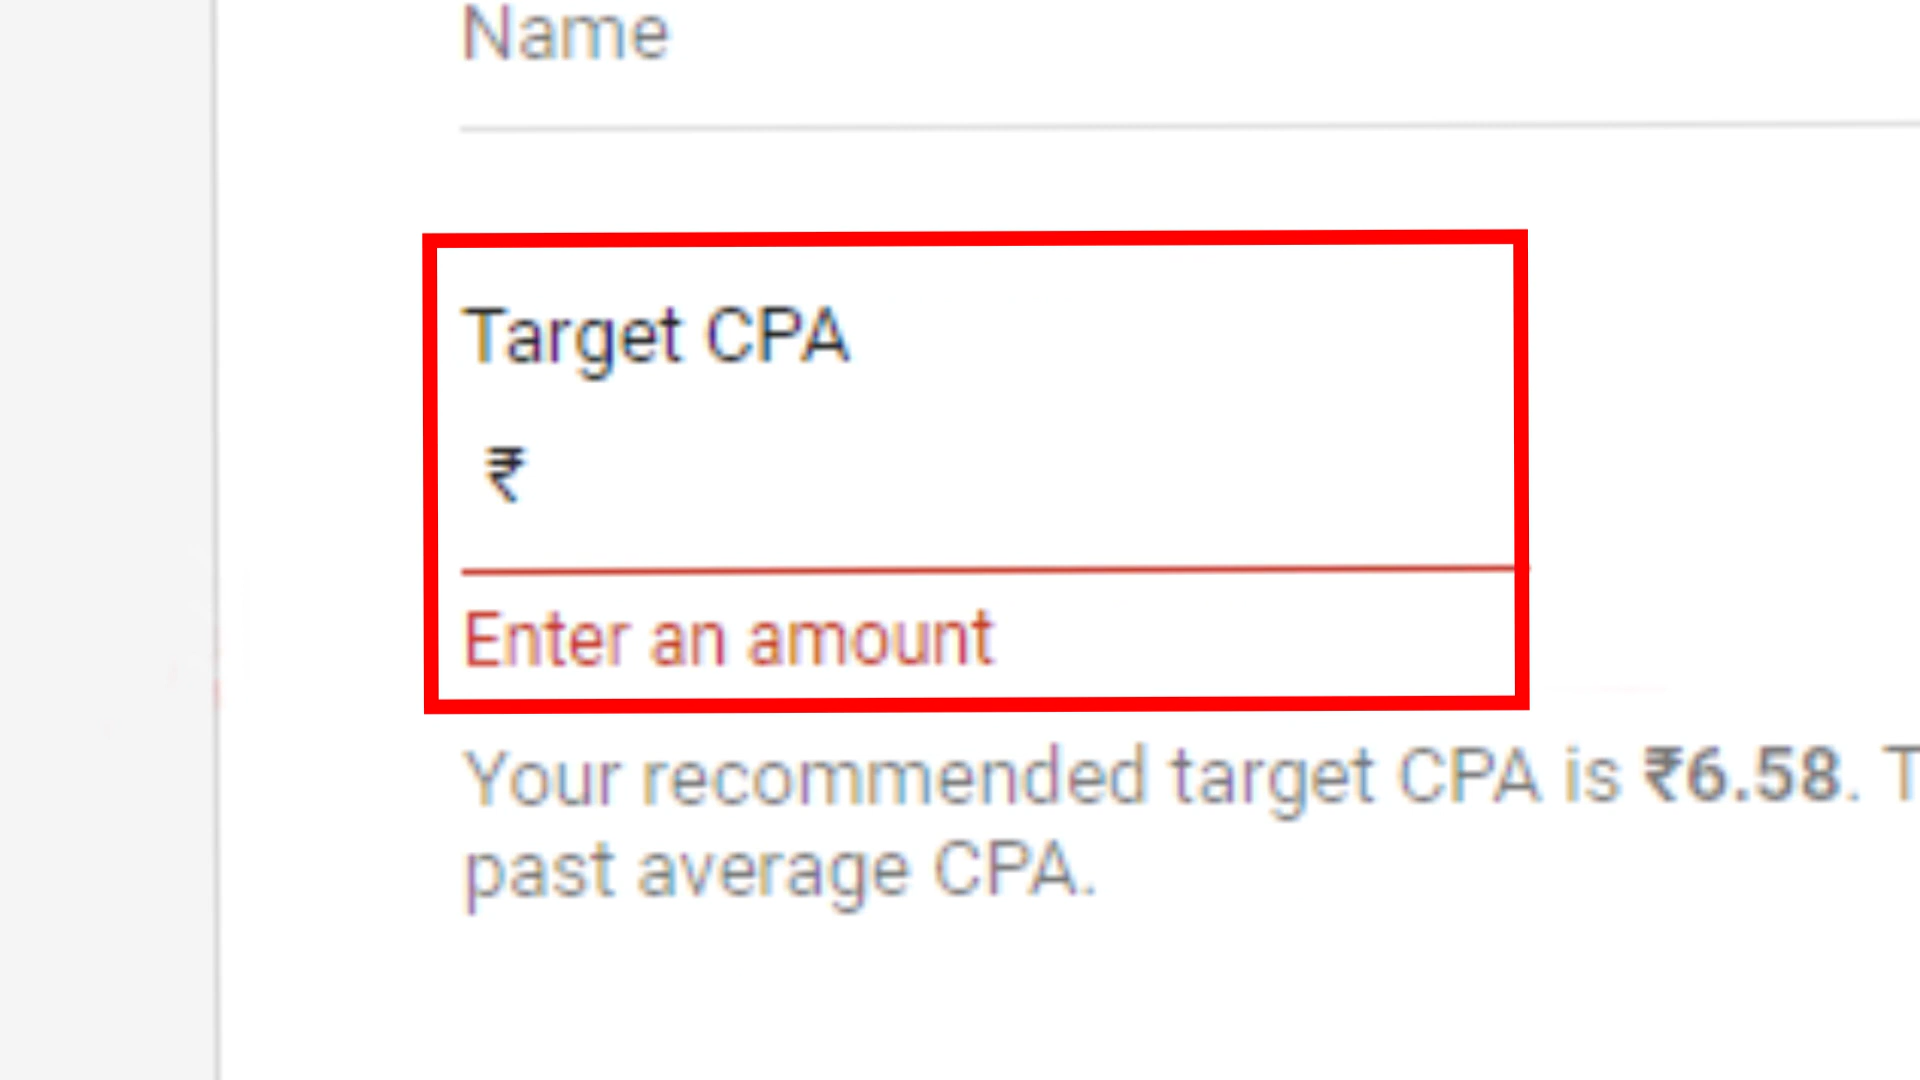 Name
Target CPA
₹
Enter an amount
Your recommended target CPA is ₹6.58. T
past average CPA.